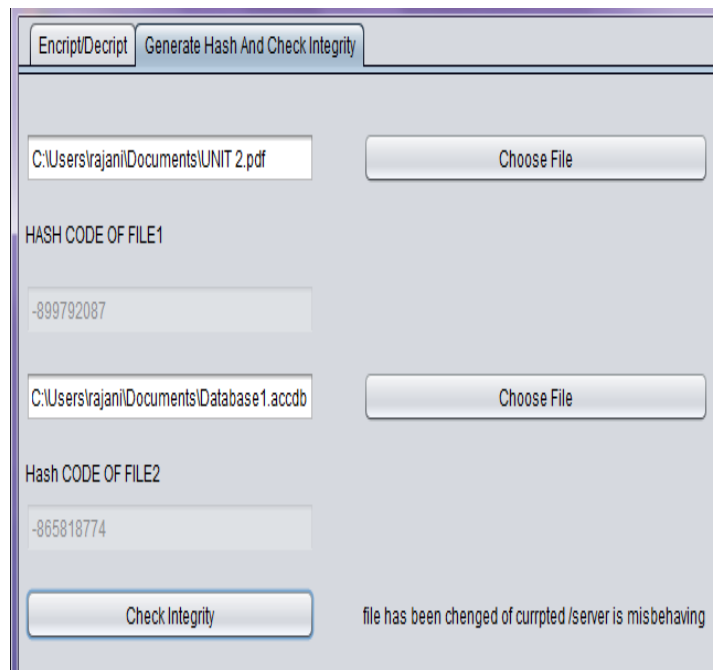 Encript/Decript
Generate Hash And Check Integrity
C:\Users\rajani\Documents\UNIT 2.pdf
Choose File
HASH CODE OF FILE1
-899792087
C:\Users\rajani\Documents\Database1.accdb
Choose File
Hash CODE OF FILE2
-865818774
Check Integrity
file has been chenged of currpted /server is misbehaving